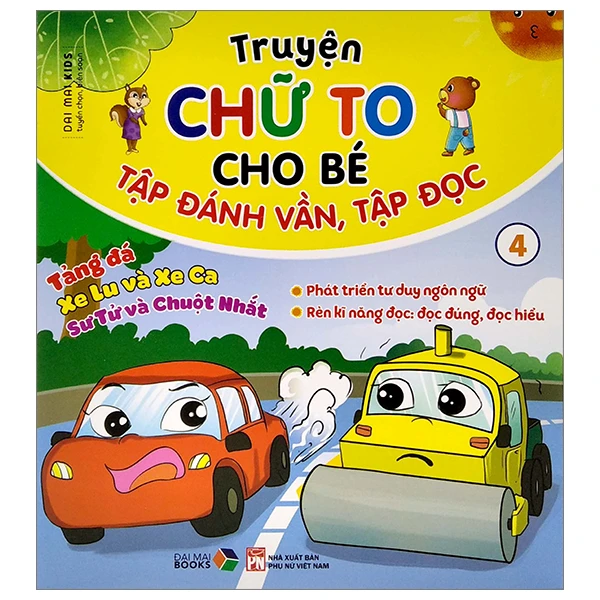 ĐẠI MAI KIDS
tuyển chọn, biên soạn
Truyện
CHỮ TO
CHO BÉ
TẬP ĐÁNH VẦN, TẬP ĐỌC
4
Tảng đá
Xe Lu và Xe Ca
Sư Tử và Chuột Nhắt
Phát triển tư duy ngôn ngữ
Rèn kĩ năng đọc: đọc đúng, đọc hiểu
ĐẠI MAI
BOOKS
PN
NHÀ XUẤT BẢN
PHỤ NỮ VIỆT NAM